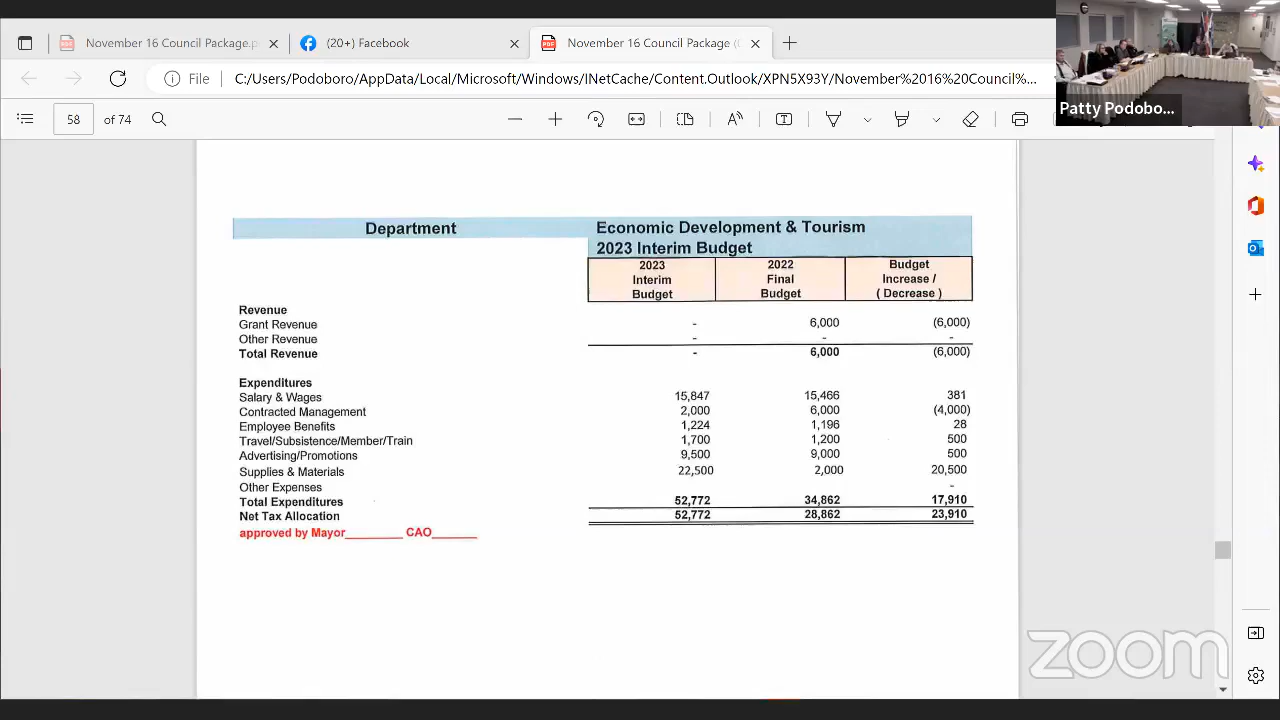 November 16 Council Package.p
(20+) Facebook
November 16 Council Package (
File C:/Users/Podoboro/AppData/Local/Microsoft/Windows/INetCache/Content.Outlook/XPN5X93Y/November%2016%20Council%...
Patty Podobo...
58 of 74
Department Economic Development & Tourism
2023 Interim Budget
2023 2022 Budget
Interim Final Increase /
Budget Budget ( Decrease )
Revenue
Grant Revenue - 6,000 (6,000)
Other Revenue - - -
Total Revenue - 6,000 (6,000)
Expenditures
Salary & Wages 15,847 15,466 381
Contracted Management 2,000 6,000 (4,000)
Employee Benefits 1,224 1,196 28
Travel/Subsistence/Member/Train 1,700 1,200 500
Advertising/Promotions 9,500 9,000 500
Supplies & Materials 22,500 2,000 20,500
Other Expenses -
Total Expenditures 52,772 34,862 17,910
Net Tax Allocation 52,772 28,862 23,910
approved by Mayor_________ CAO_______
zoom